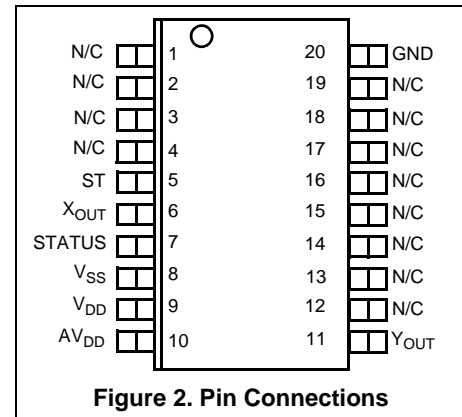 N/C 1 20 GND
N/C 2 19 N/C
N/C 3 18 N/C
N/C 4 17 N/C
ST 5 16 N/C
XOUT 6 15 N/C
STATUS 7 14 N/C
VSS 8 13 N/C
VDD 9 12 N/C
AVDD 10 11 YOUT
Figure 2. Pin Connections